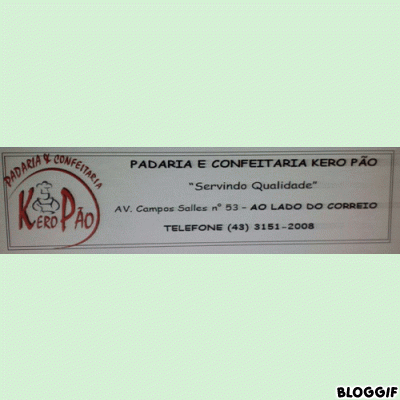 PADARIA & CONFEITARIA
KERO PÃO
PADARIA E CONFEITARIA KERO PÃO
"Servindo Qualidade"
AV. Campos Salles nº 53 - AO LADO DO CORREIO
TELEFONE (43) 3151-2008
BLOGGIF